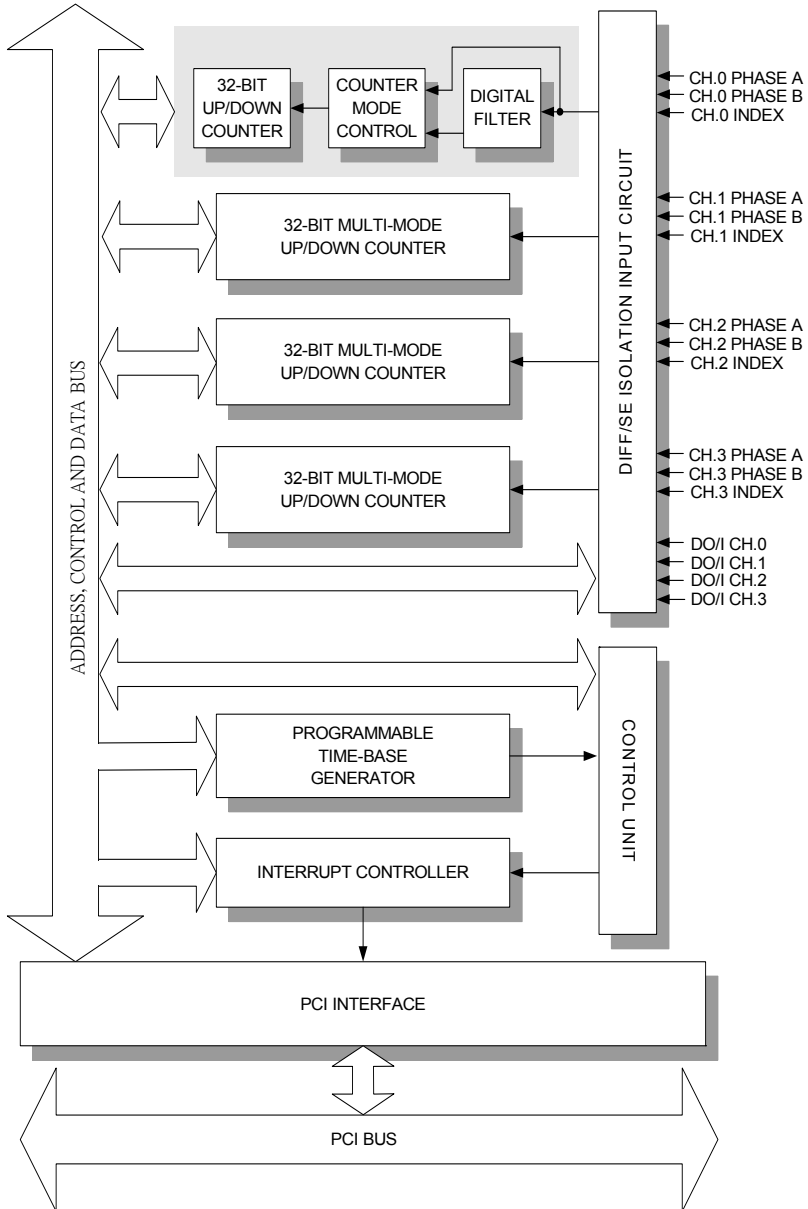 32-BIT
UP/DOWN
COUNTER
COUNTER
MODE
CONTROL
DIGITAL
FILTER
CH.0 PHASE A
CH.0 PHASE B
CH.0 INDEX
32-BIT MULTI-MODE
UP/DOWN COUNTER
CH.1 PHASE A
CH.1 PHASE B
CH.1 INDEX
32-BIT MULTI-MODE
UP/DOWN COUNTER
CH.2 PHASE A
CH.2 PHASE B
CH.2 INDEX
32-BIT MULTI-MODE
UP/DOWN COUNTER
CH.3 PHASE A
CH.3 PHASE B
CH.3 INDEX
DO/I CH.0
DO/I CH.1
DO/I CH.2
DO/I CH.3
DIFF/SE ISOLATION INPUT CIRCUIT
ADDRESS, CONTROL AND DATA BUS
PROGRAMMABLE
TIME-BASE
GENERATOR
CONTROL UNIT
INTERRUPT CONTROLLER
PCI INTERFACE
PCI BUS